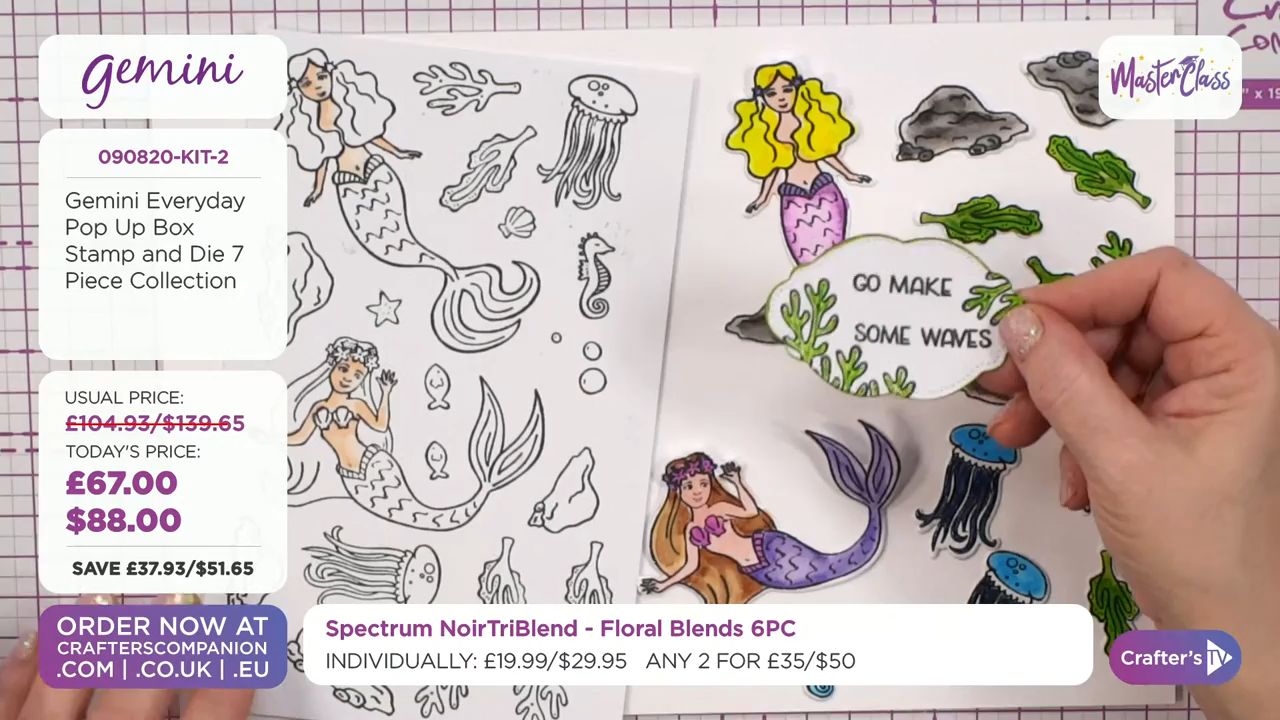 gemini
090820-KIT-2
Gemini Everyday
Pop Up Box
Stamp and Die 7
Piece Collection
USUAL PRICE:
£104.93/$139.65
TODAY'S PRICE:
£67.00
$88.00
SAVE £37.93/$51.65
ORDER NOW AT
CRAFTERSCOMPANION
.COM | .CO.UK | .EU
MasterClass
GO MAKE
SOME WAVES
Spectrum NoirTriBlend - Floral Blends 6PC
INDIVIDUALLY: £19.99/$29.95 ANY 2 FOR £35/$50
Crafter's TV